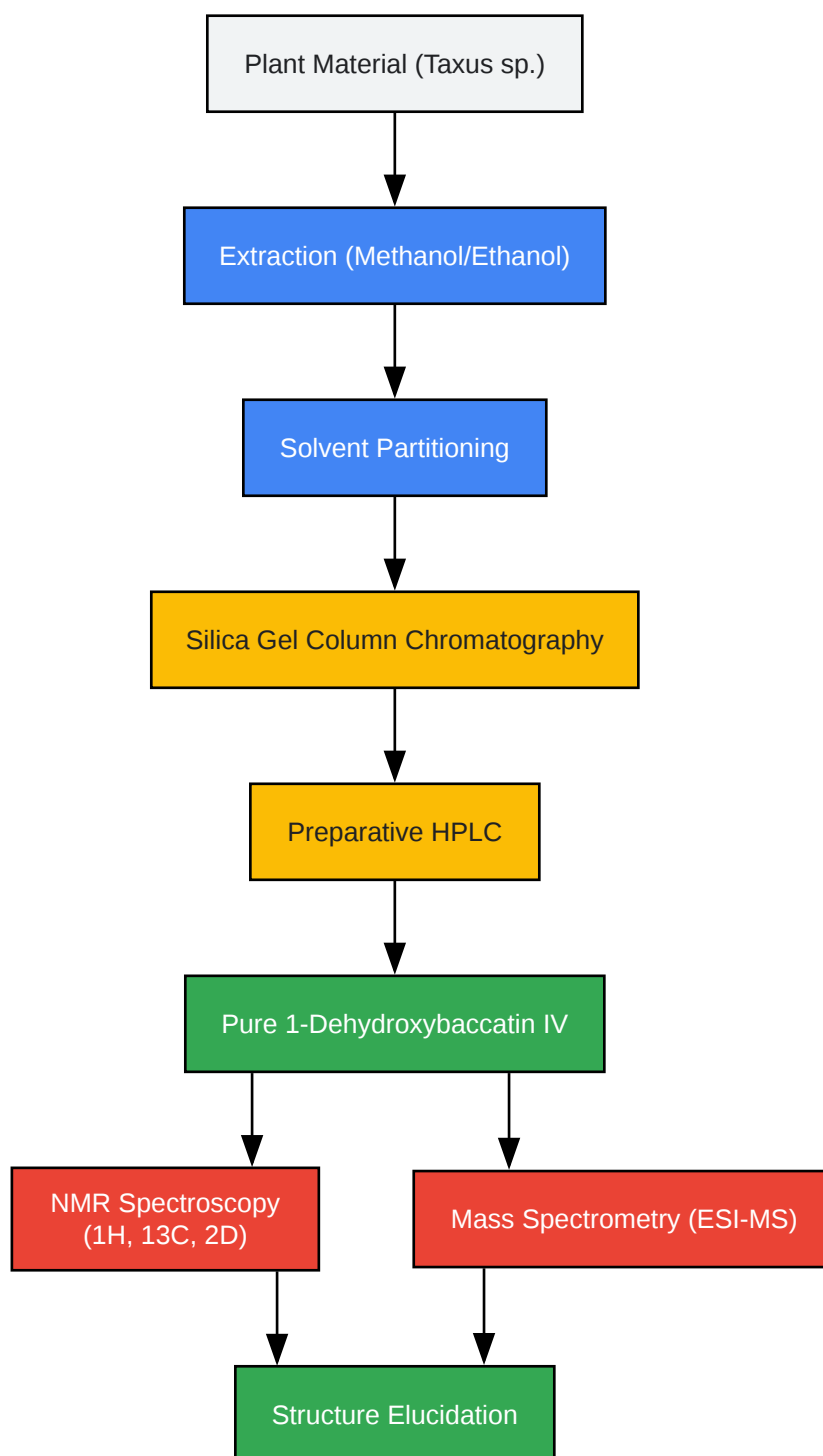 Plant Material (Taxus sp.)
Extraction (Methanol/Ethanol)
Solvent Partitioning
Silica Gel Column Chromatography
Preparative HPLC
Pure 1-Dehydroxybaccatin IV
NMR Spectroscopy
(1H, 13C, 2D)
Mass Spectrometry (ESI-MS)
Structure Elucidation